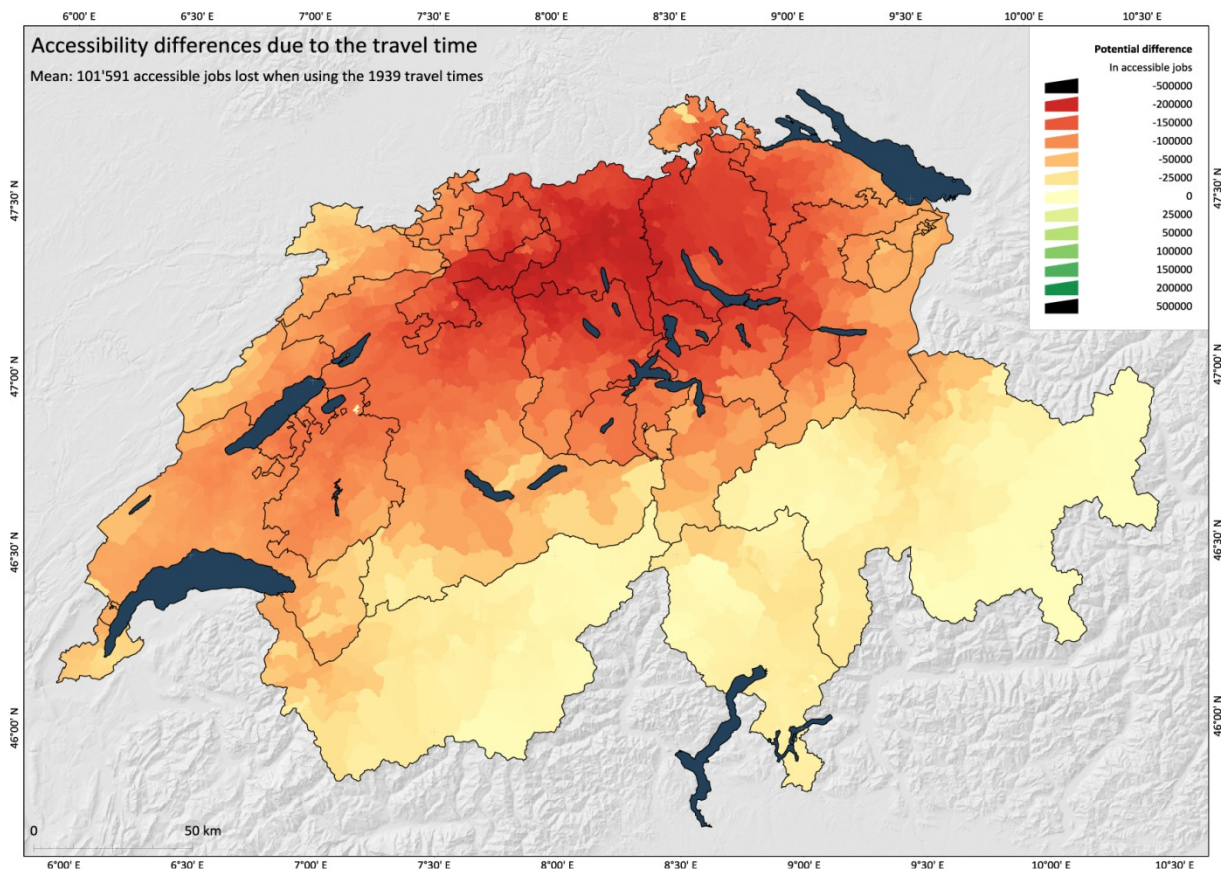 6°00' E 6°30' E 7°00' E 7°30' E 8°00' E 8°30' E 9°00' E 9°30' E 10°00' E 10°30' E
Accessibility differences due to the travel time
Mean: 101'591 accessible jobs lost when using the 1939 travel times
Potential difference
In accessible jobs
-500000
-200000
-150000
-100000
-50000
-25000
0
25000
50000
100000
150000
200000
500000
47°30' N 47°30' N
47°00' N 47°00' N
46°30' N 46°30' N
46°00' N 46°00' N
0 50 km
6°00' E 6°30' E 7°00' E 7°30' E 8°00' E 8°30' E 9°00' E 9°30' E 10°00' E 10°30' E